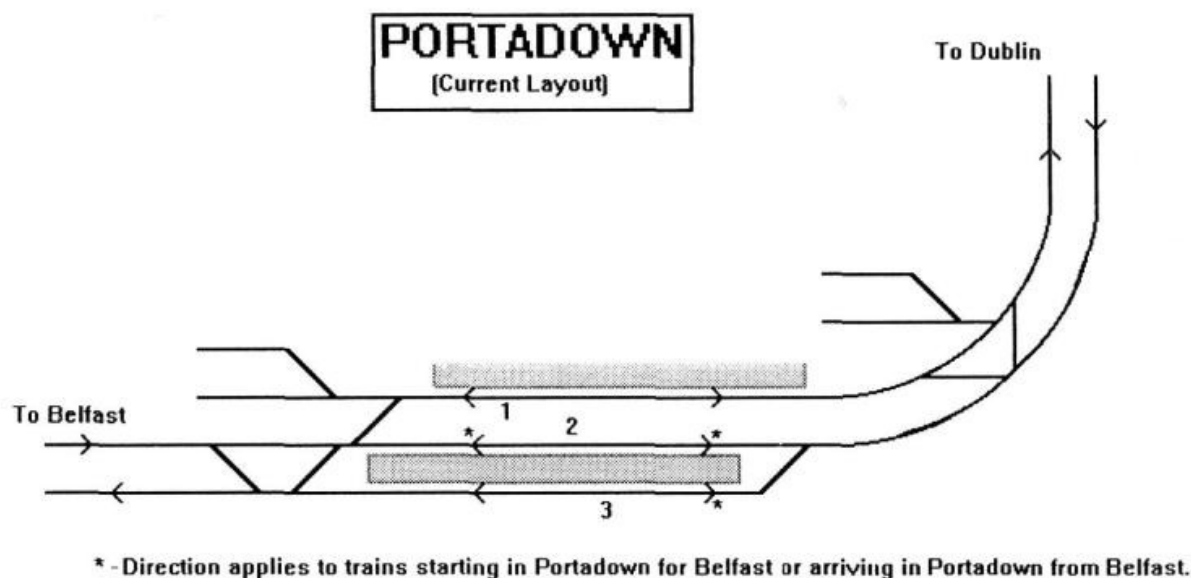 PORTADOWN
(Current Layout)
To Dublin
To Belfast
1
* 2 *
3 *
* - Direction applies to trains starting in Portadown for Belfast or arriving in Portadown from Belfast.